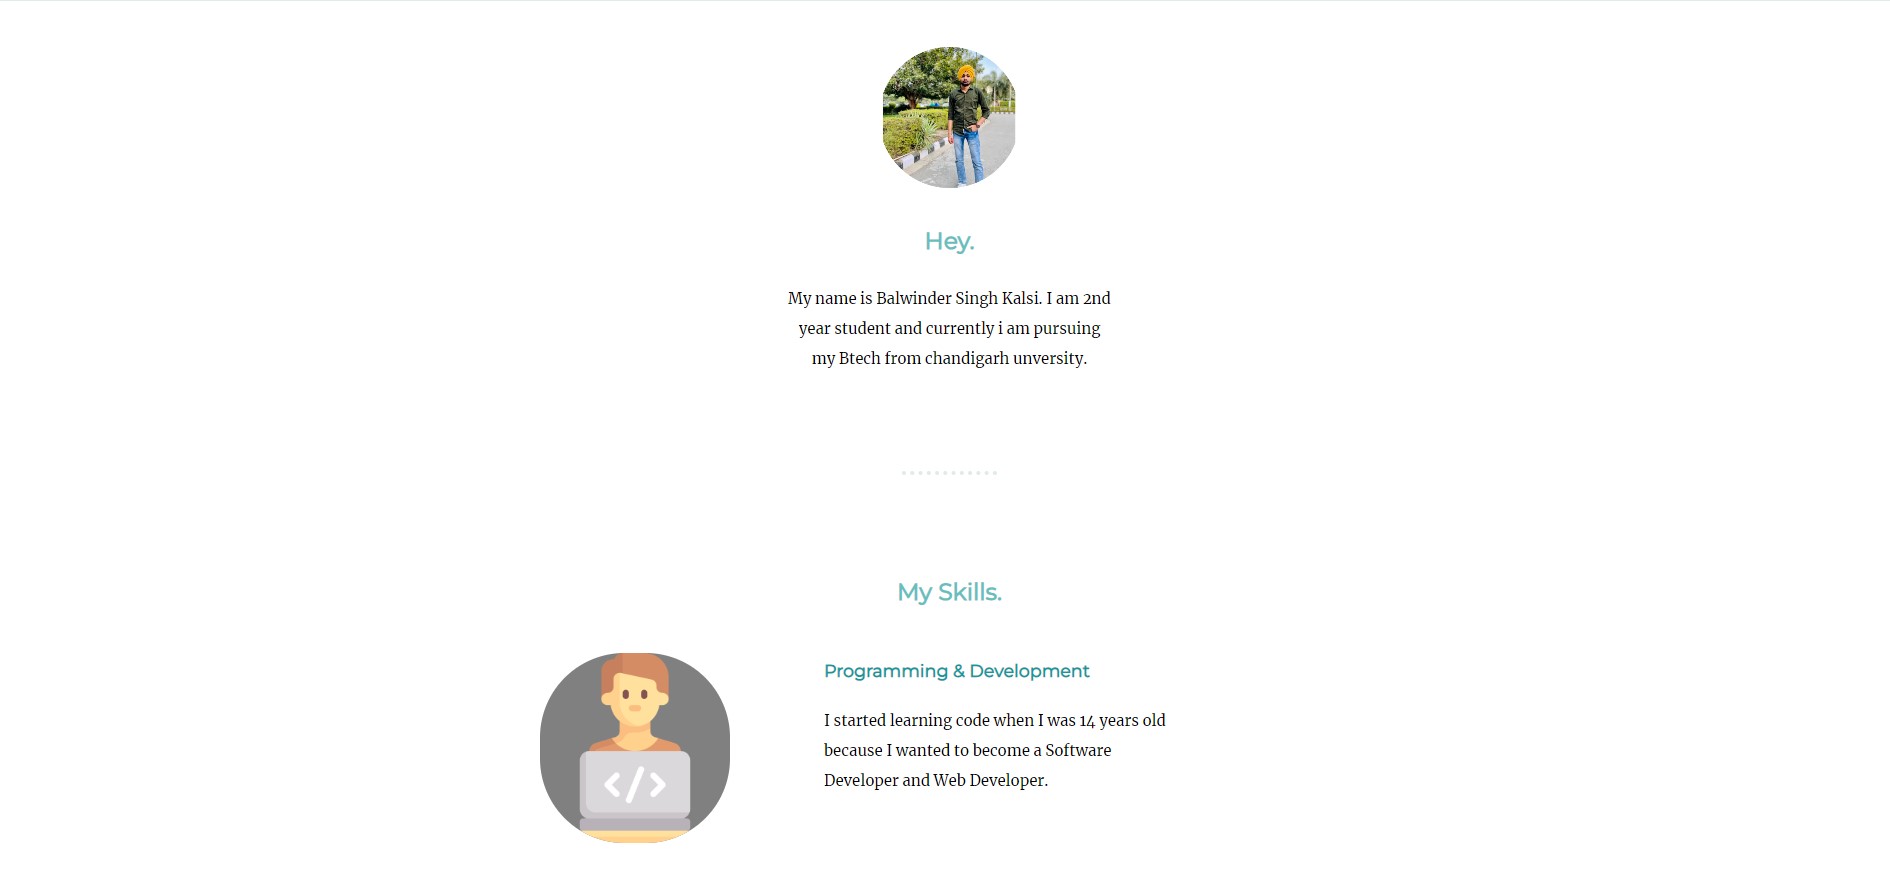 Hey.
My name is Balwinder Singh Kalsi. I am 2nd
year student and currently i am pursuing
my Btech from chandigarh unversity.
My Skills.
Programming & Development
I started learning code when I was 14 years old
because I wanted to become a Software
Developer and Web Developer.
</>